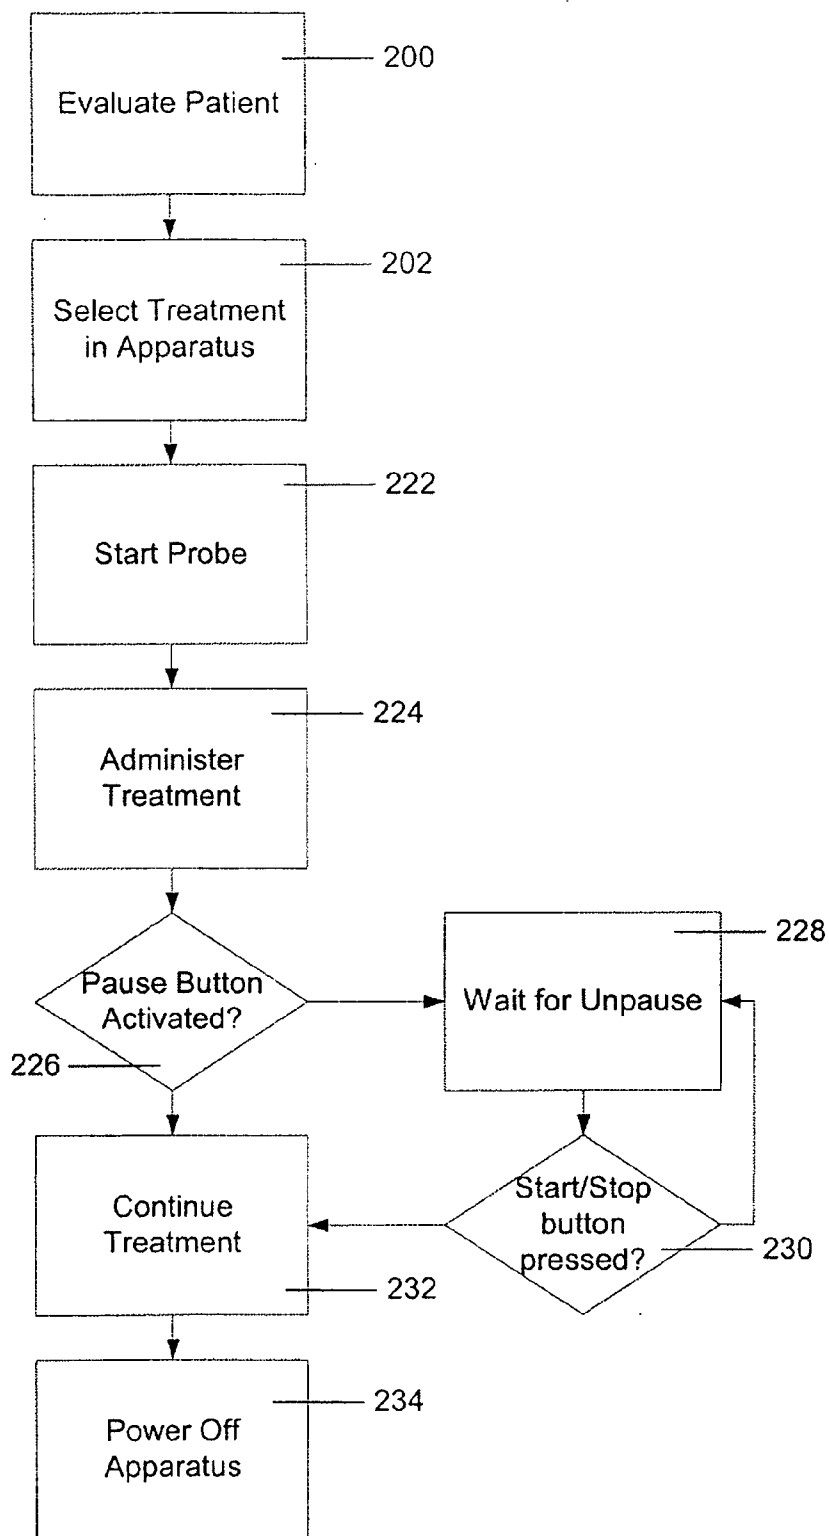 200
Evaluate Patient
202
Select Treatment
in Apparatus
222
Start Probe
224
Administer
Treatment
228
Pause Button
Activated?
Wait for Unpause
226
Start/Stop
button
pressed?
230
Continue
Treatment
232
234
Power Off
Apparatus